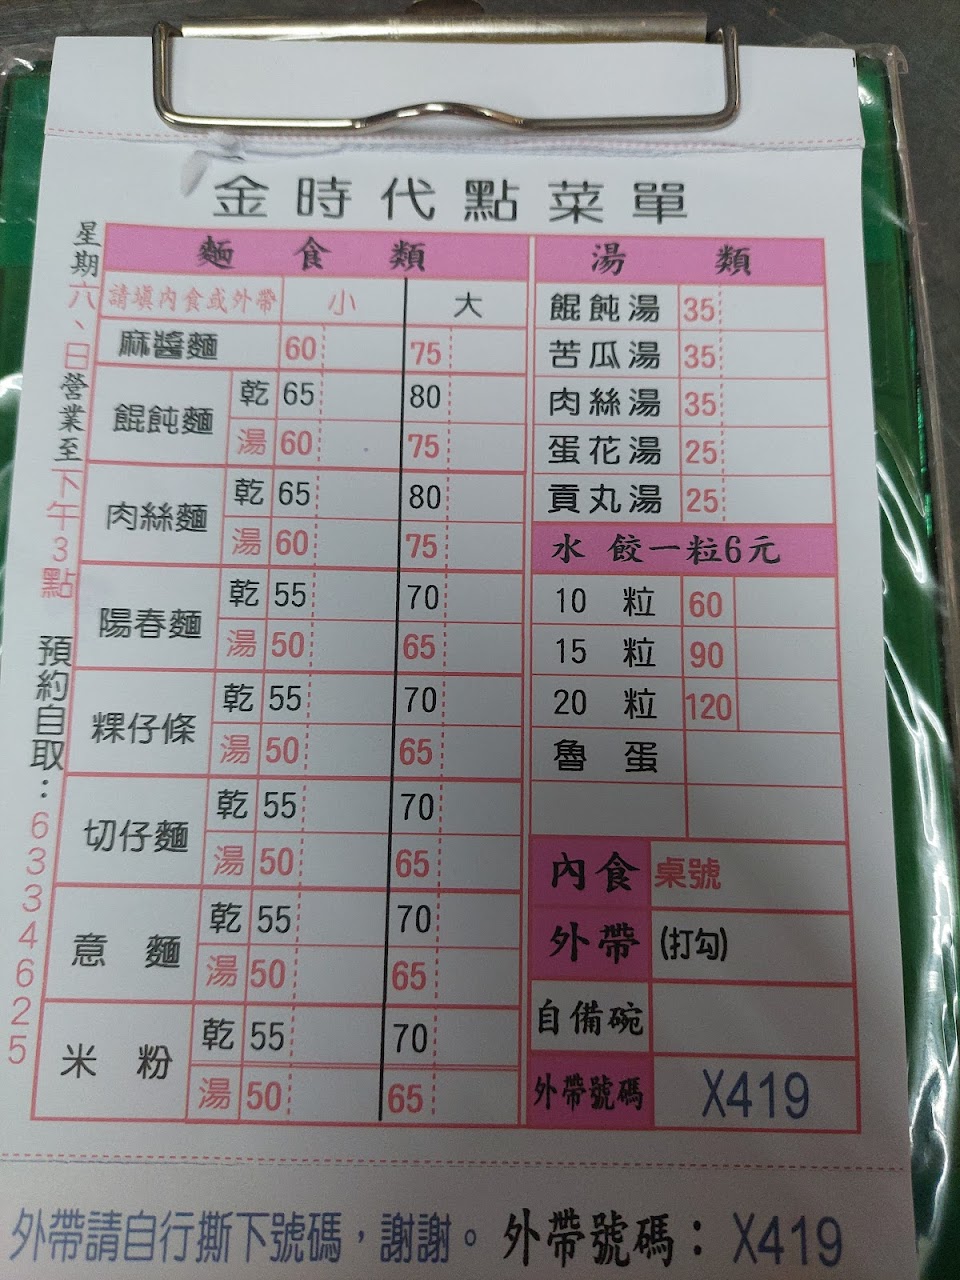 金時代點菜單
星期六、日營業至下午3點 預約自取:6334625
麵食類
請填內食或外帶 小 大
麻醬麵 60 75
餛飩麵 乾 65 80
湯 60 75
肉絲麵 乾 65 80
湯 60 75
陽春麵 乾 55 70
湯 50 65
粿仔條 乾 55 70
湯 50 65
切仔麵 乾 55 70
湯 50 65
意麵 乾 55 70
湯 50 65
米粉 乾 55 70
湯 50 65
湯類
餛飩湯 35
苦瓜湯 35
肉絲湯 35
蛋花湯 25
貢丸湯 25
水餃一粒6元
10 粒 60
15 粒 90
20 粒 120
魯蛋
內食 桌號
外帶 (打勾)
自備碗
外帶號碼 X419
外帶請自行撕下號碼,謝謝。 外帶號碼:X419